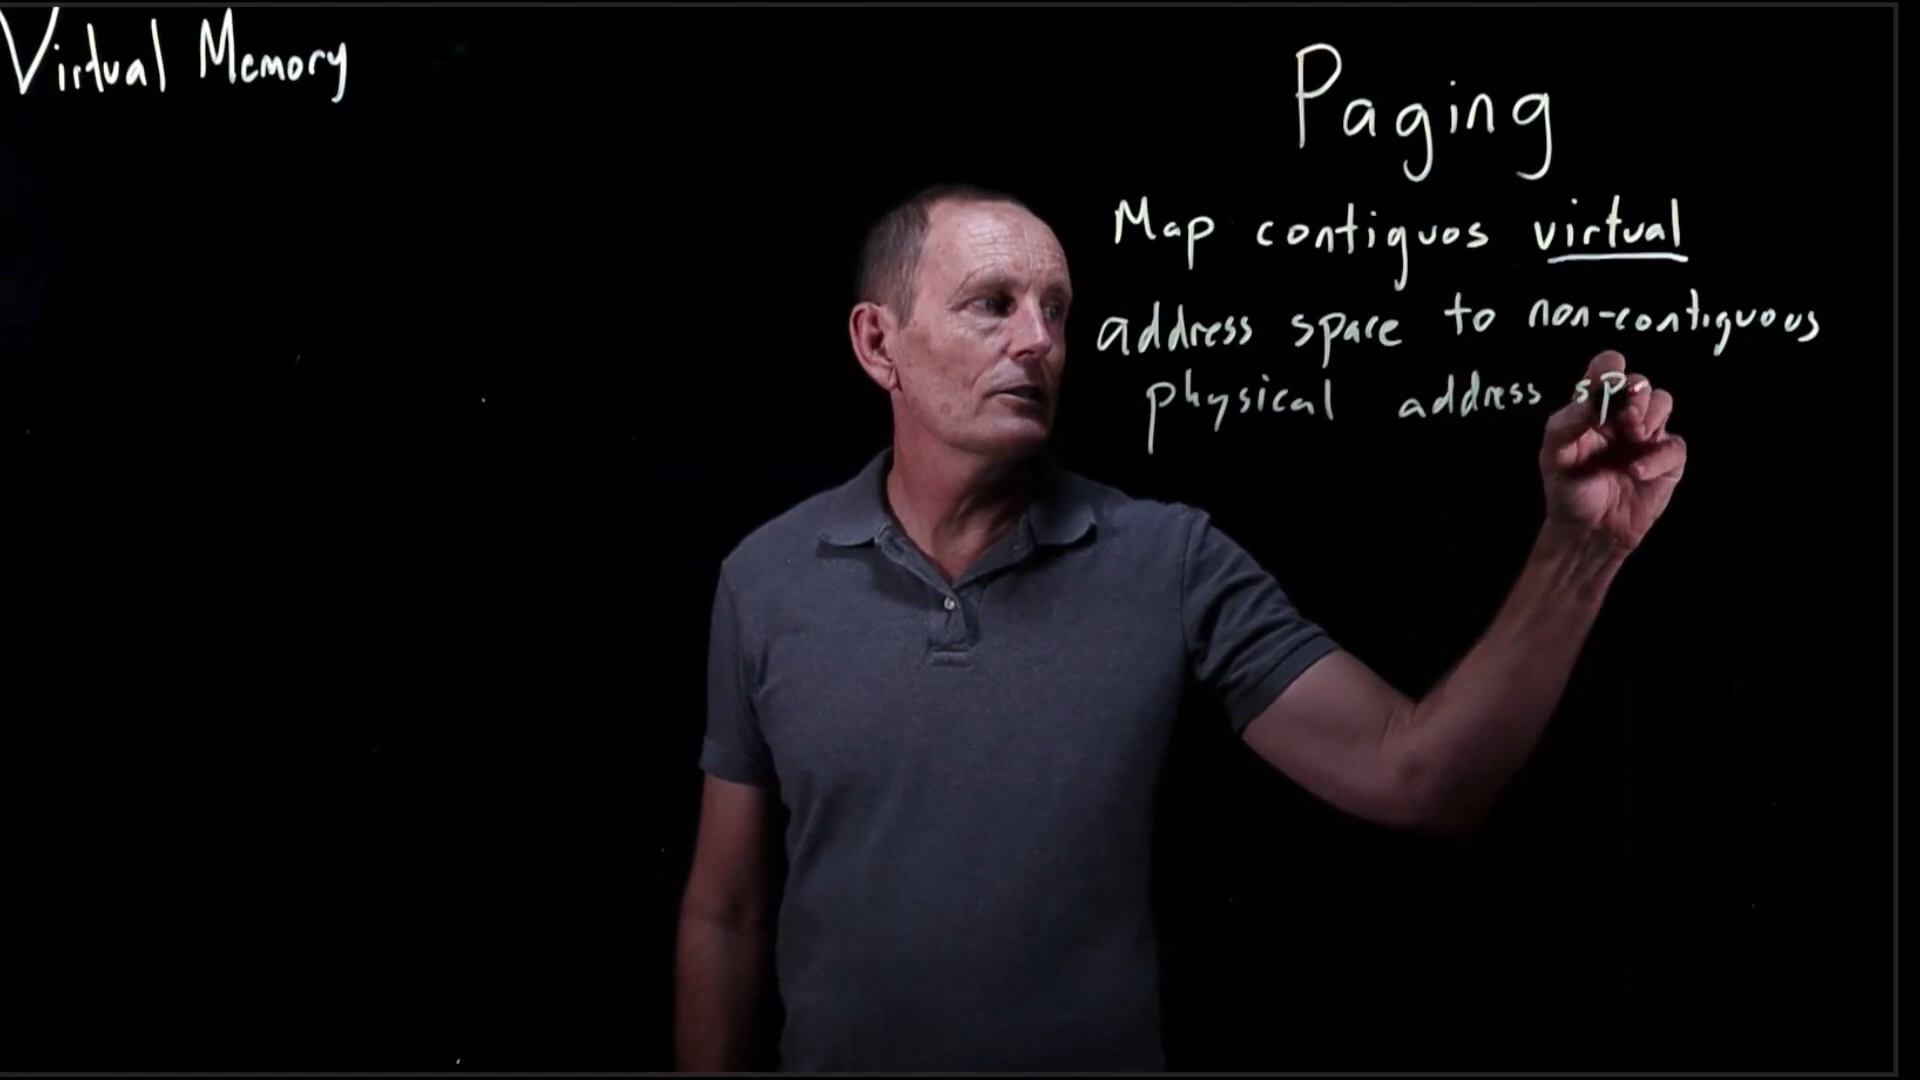 Virtual Memory
Paging
Map contiguos virtual
address space to non-contiguous
physical address sp